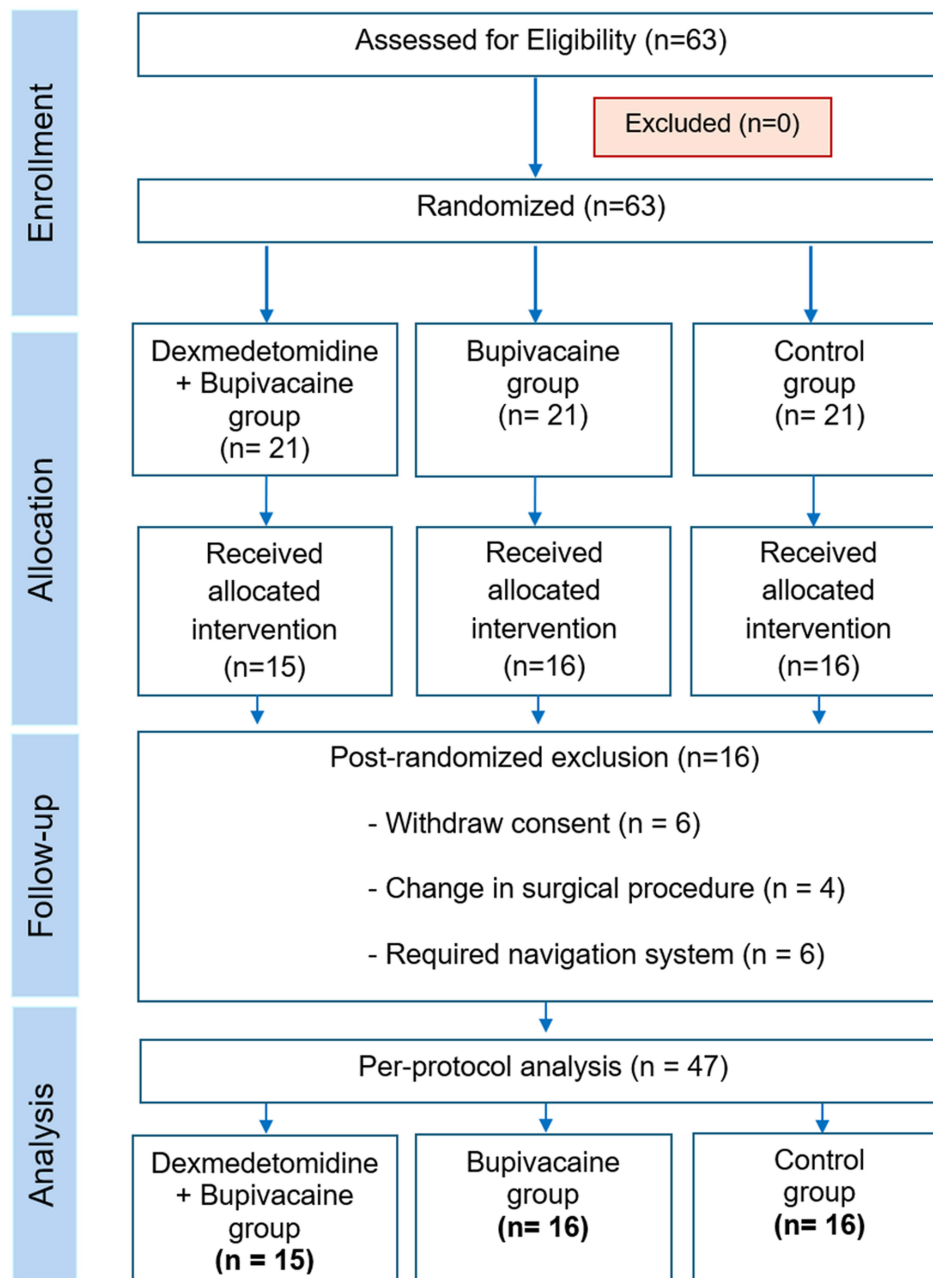 Enrollment
Assessed for Eligibility (n=63)
Excluded (n=0)
Randomized (n=63)
Allocation
Dexmedetomidine
+ Bupivacaine
group
(n= 21)
Bupivacaine
group
(n= 21)
Control
group
(n= 21)
Received
allocated
intervention
(n=15)
Received
allocated
intervention
(n=16)
Received
allocated
intervention
(n=16)
Follow-up
Post-randomized exclusion (n=16)
- Withdraw consent (n = 6)
- Change in surgical procedure (n = 4)
- Required navigation system (n = 6)
Analysis
Per-protocol analysis (n = 47)
Dexmedetomidine
+ Bupivacaine
group
(n = 15)
Bupivacaine
group
(n= 16)
Control
group
(n= 16)